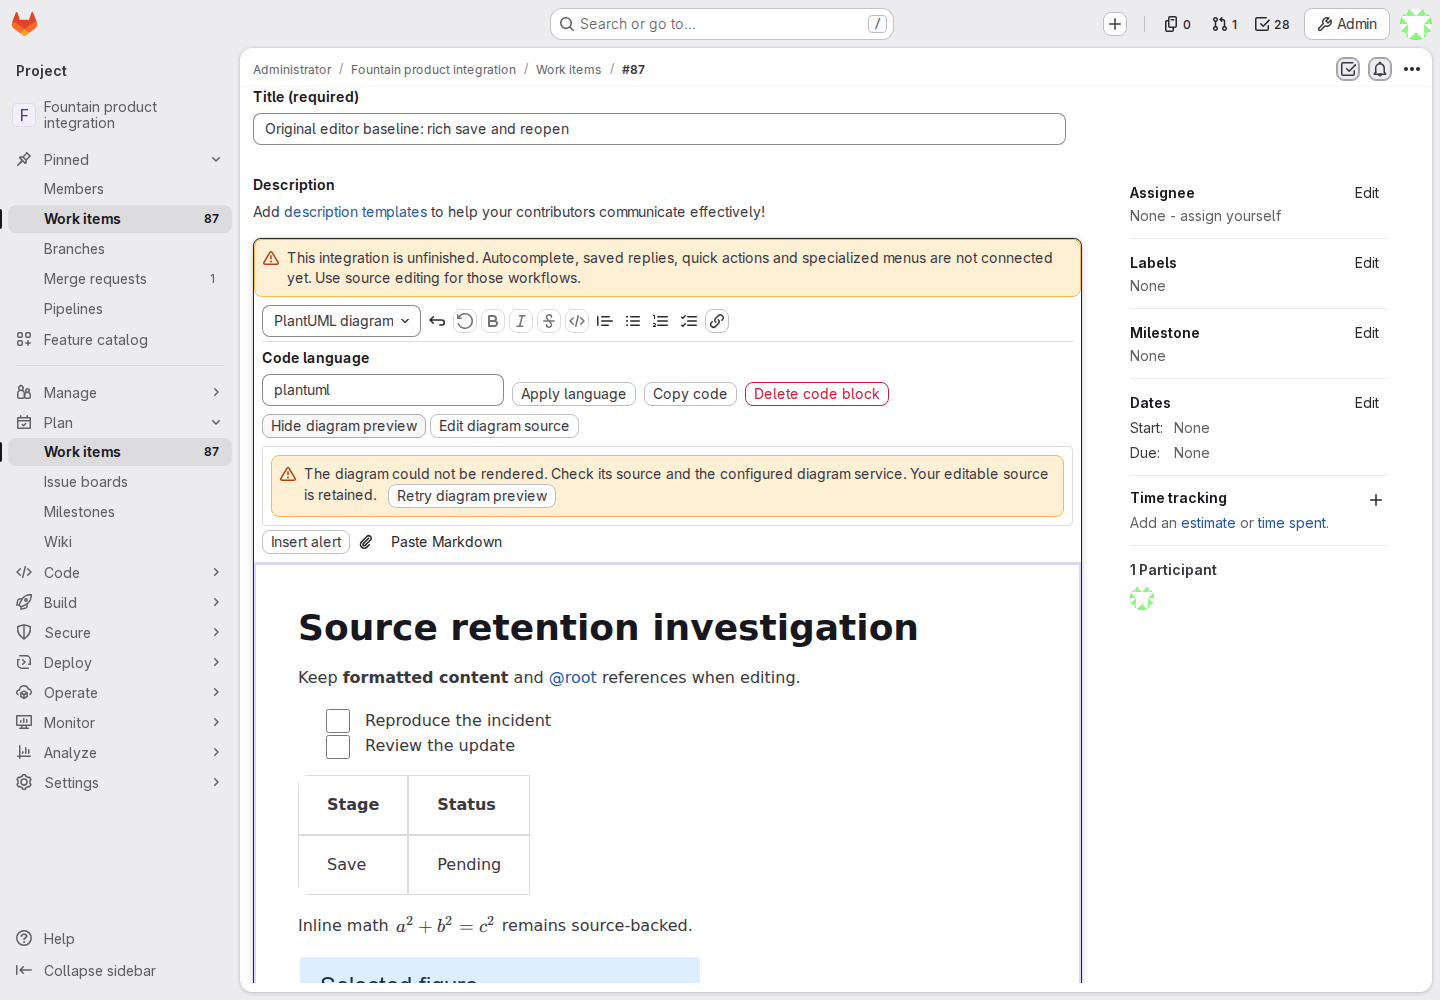 Search or go to...
/
0
1
28
Admin
Project
F
Fountain product
integration
Pinned
Members
Work items
87
Branches
Merge requests
1
Pipelines
Feature catalog
Manage
Plan
Work items
87
Issue boards
Milestones
Wiki
Code
Build
Secure
Deploy
Operate
Monitor
Analyze
Settings
Help
Collapse sidebar
Administrator / Fountain product integration / Work items / #87
Title (required)
Original editor baseline: rich save and reopen
Description
Add description templates to help your contributors communicate effectively!
This integration is unfinished. Autocomplete, saved replies, quick actions and specialized menus are not connected
yet. Use source editing for those workflows.
PlantUML diagram
B I S
Code language
plantuml
Apply language
Copy code
Delete code block
Hide diagram preview
Edit diagram source
The diagram could not be rendered. Check its source and the configured diagram service. Your editable source
is retained.
Retry diagram preview
Insert alert
Paste Markdown
Source retention investigation
Keep formatted content and @root references when editing.
Reproduce the incident
Review the update
Stage Status
Save Pending
Inline math a² + b² = c² remains source-backed.
Selected figure
Assignee
Edit
None - assign yourself
Labels
Edit
None
Milestone
Edit
None
Dates
Edit
Start: None
Due: None
Time tracking
Add an estimate or time spent.
1 Participant